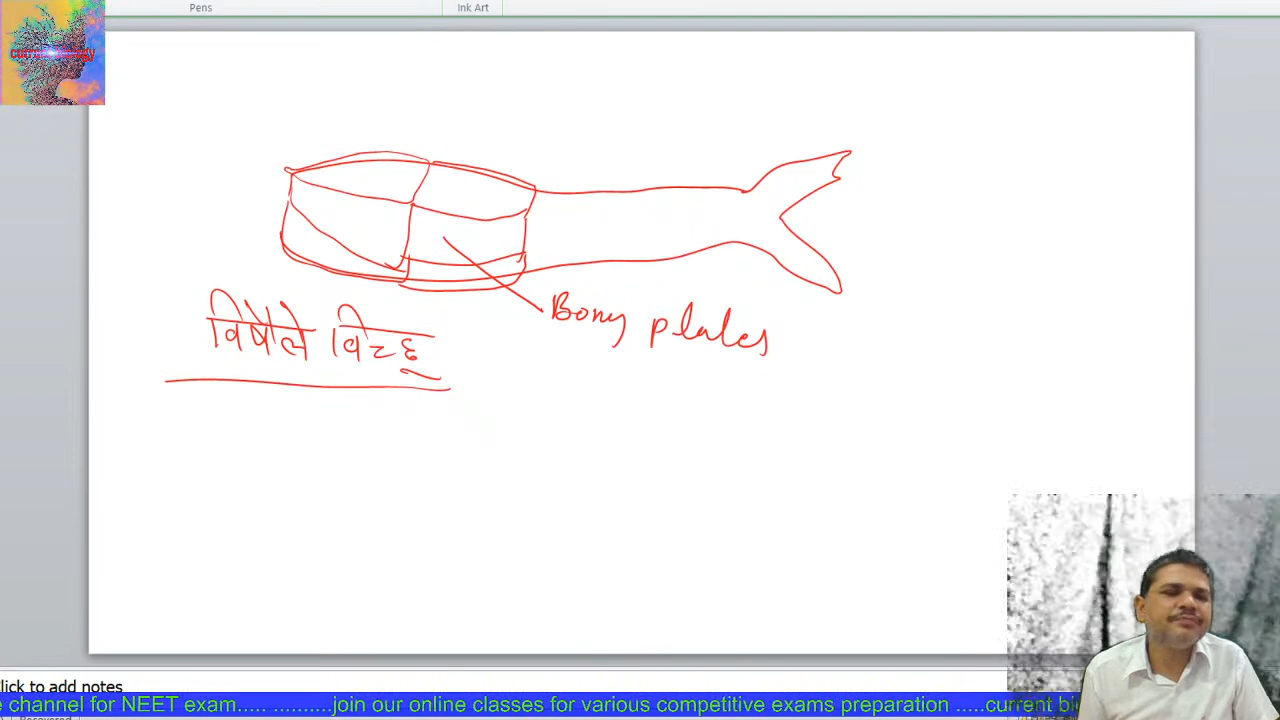 Pens
Ink Art
Bony plates
Click to add notes
e channel for NEET exam..... ..........join our online classes for various competitive exams preparation .....current bi